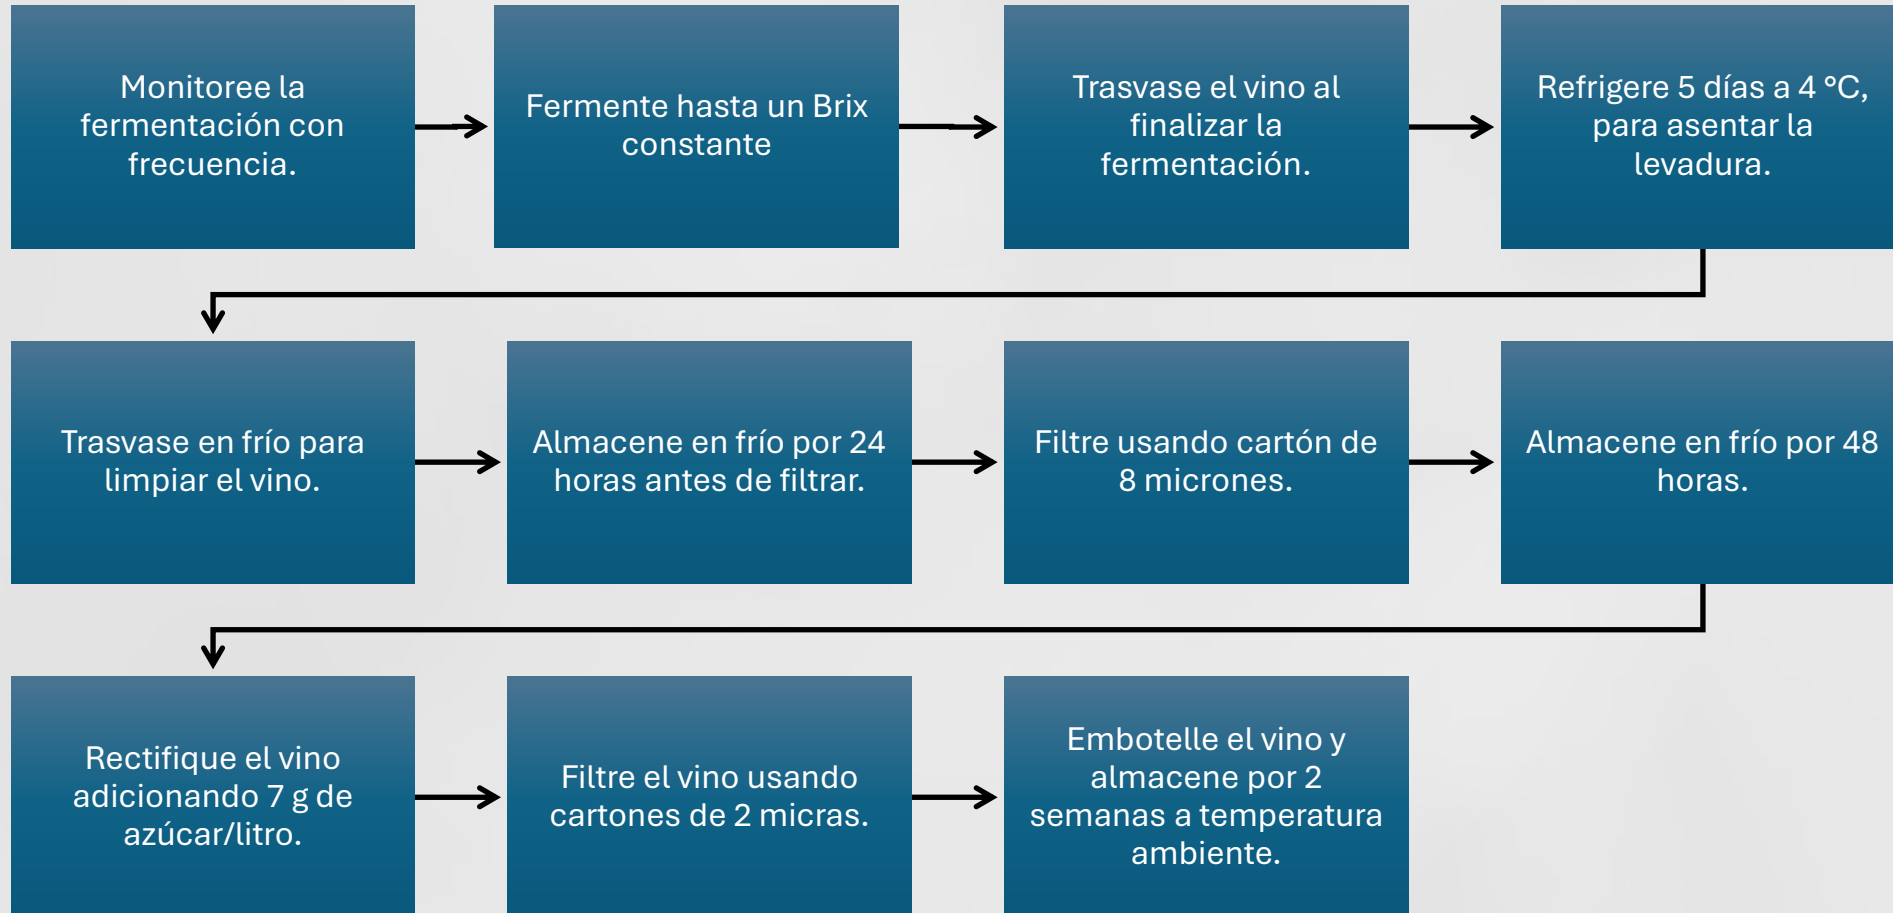 Monitoree la
fermentación con
frecuencia.
Fermente hasta un Brix
constante
Trasvase el vino al
finalizar la
fermentación.
Refrigere 5 días a 4 °C,
para asentar la
levadura.
Trasvase en frío para
limpiar el vino.
Almacene en frío por 24
horas antes de filtrar.
Filtre usando cartón de
8 micrones.
Almacene en frío por 48
horas.
Rectifique el vino
adicionando 7 g de
azúcar/litro.
Filtre el vino usando
cartones de 2 micras.
Embotelle el vino y
almacene por 2
semanas a temperatura
ambiente.